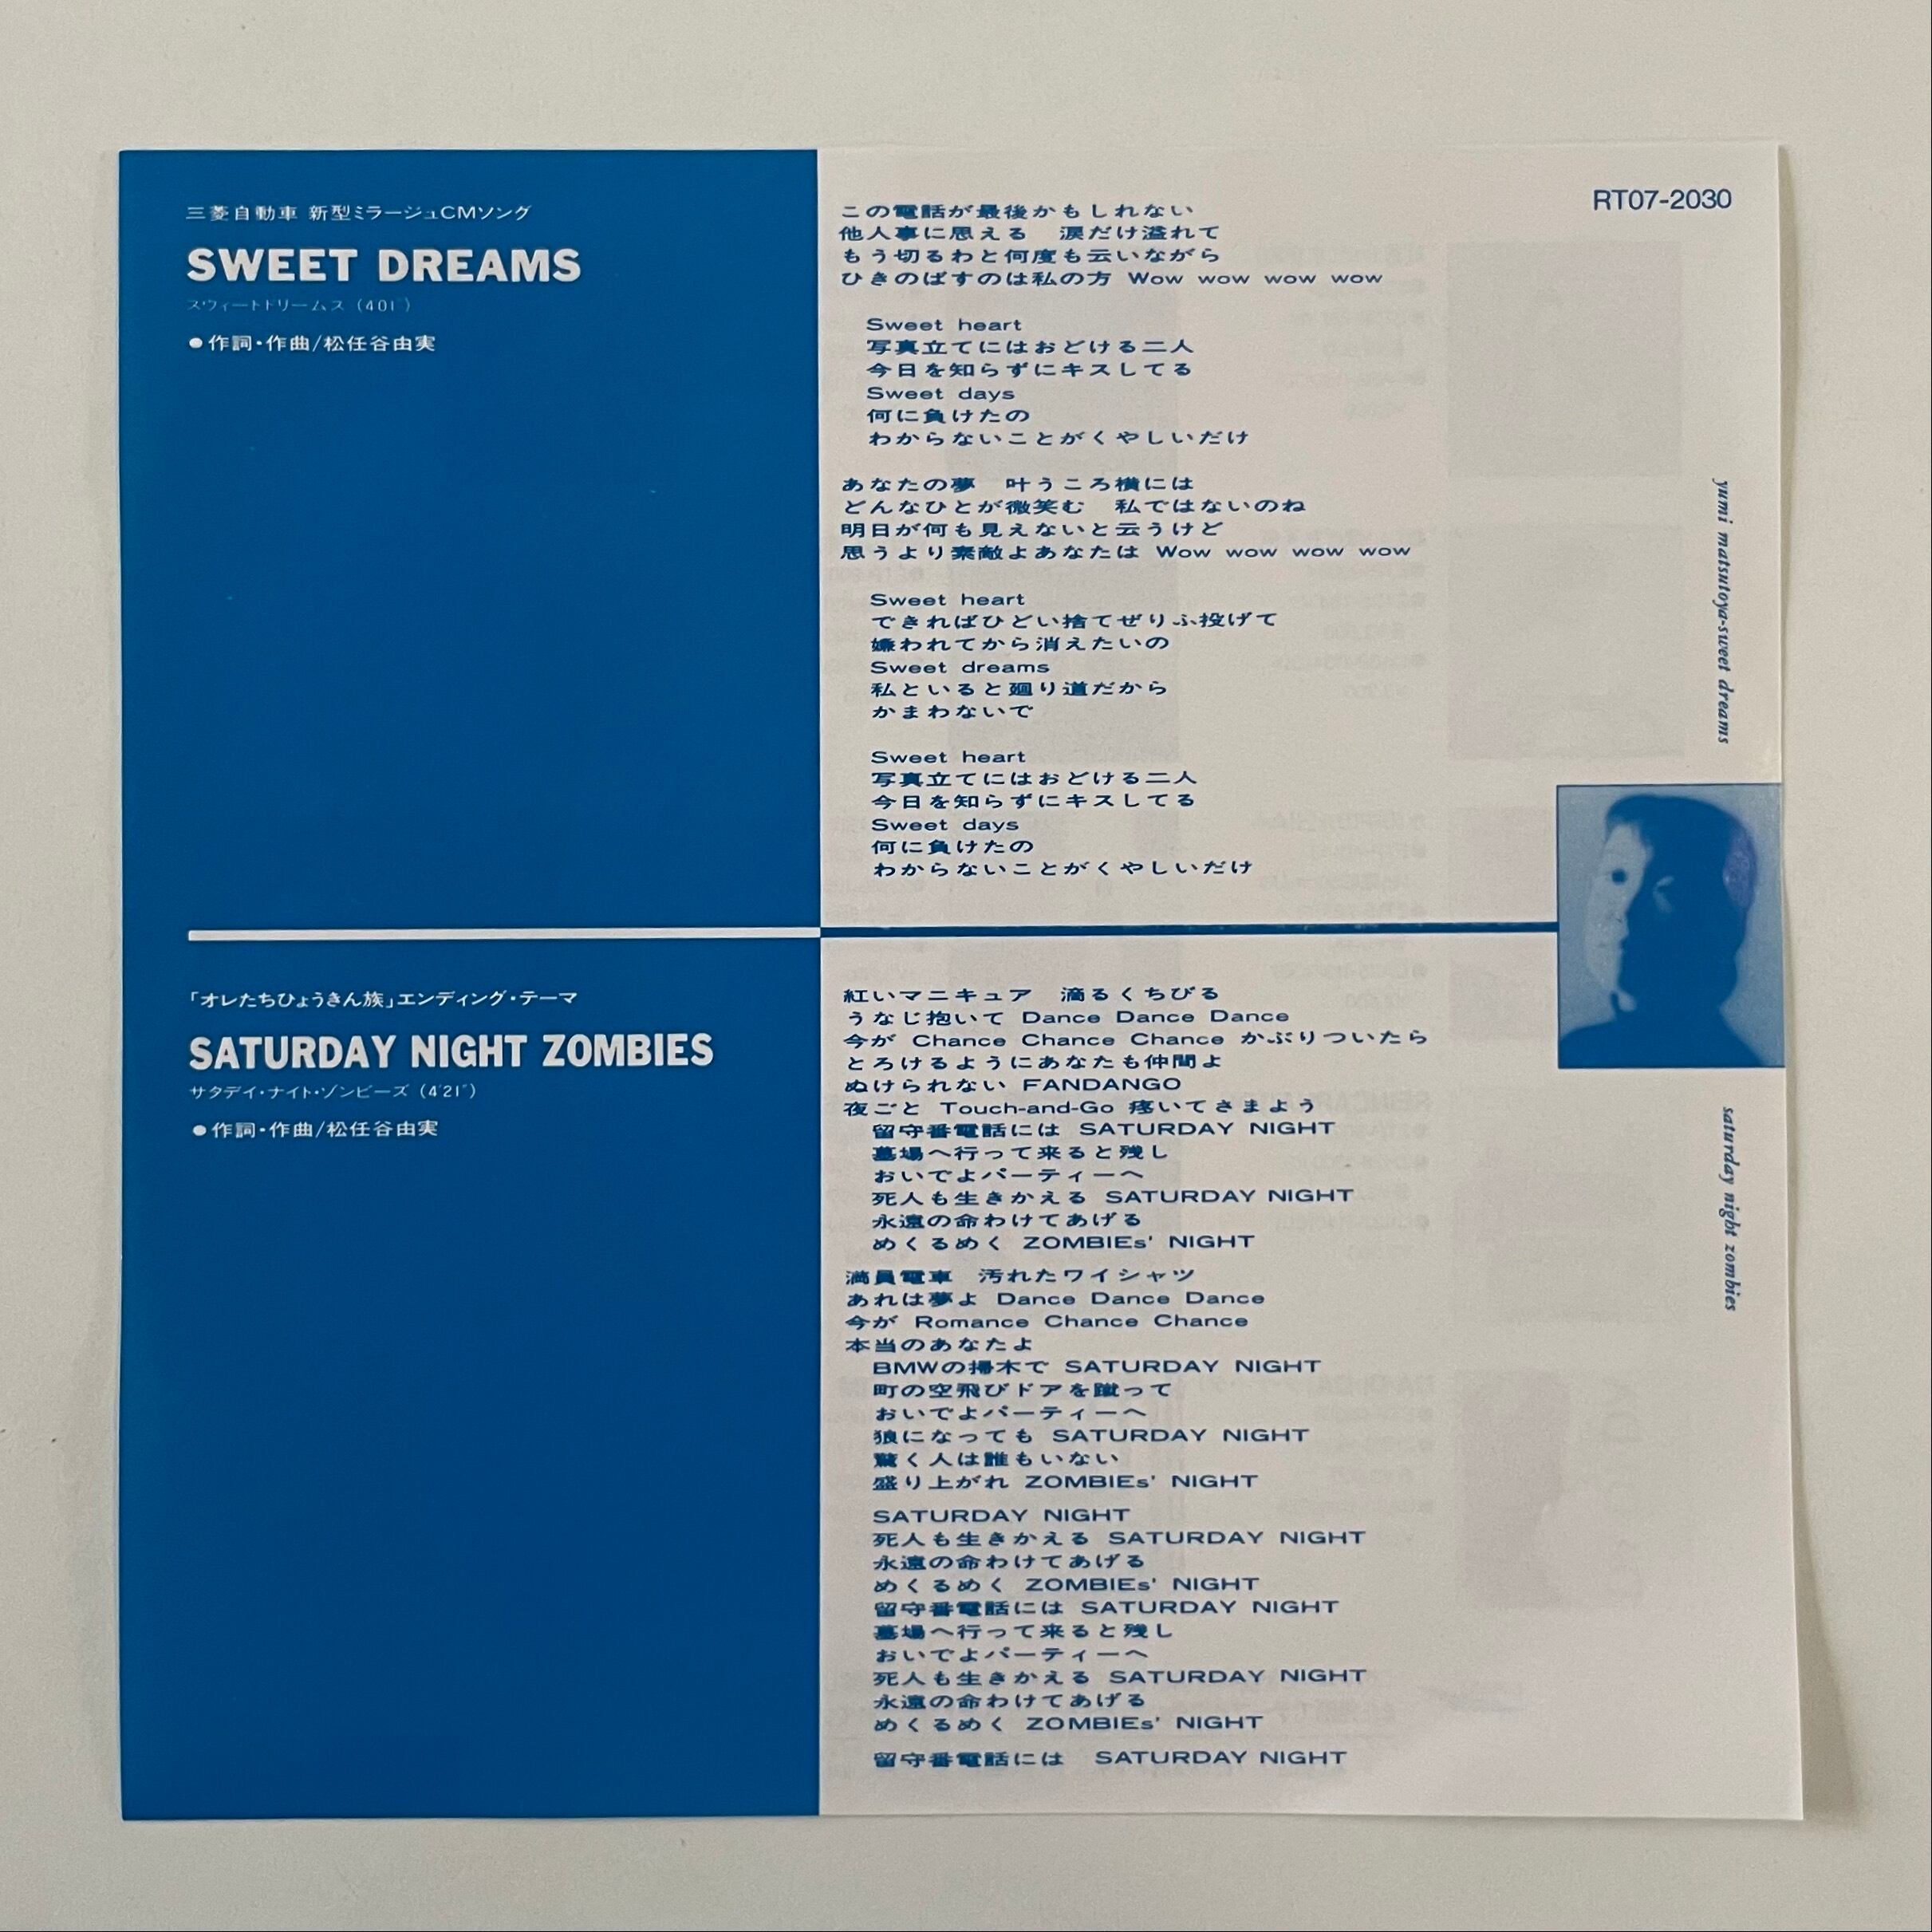 三菱自動車 新型ミラージュCMソング
SWEET DREAMS
スウィートドリームス (4'01")
●作詞・作曲/松任谷由実
RT07-2030
この電話が最後かもしれない
他人事に思える 涙だけ溢れて
もう切るわと何度も云いながら
ひきのばすのは私の方 Wow wow wow wow
Sweet heart
写真立てにはおどける二人
今日を知らずにキスしてる
Sweet days
何に負けたの
わからないことがくやしいだけ
あなたの夢 叶うころ横には
どんなひとが微笑む 私ではないのね
明日が何も見えないと云うけど
思うより素敵よあなたは Wow wow wow wow
Sweet heart
できればひどい捨てぜりふ投げて
嫌われてから消えたいの
Sweet dreams
私といると廻り道だから
かまわないで
Sweet heart
写真立てにはおどける二人
今日を知らずにキスしてる
Sweet days
何に負けたの
わからないことがくやしいだけ
yumi matsutoya-sweet dreams
「オレたちひょうきん族」エンディング・テーマ
SATURDAY NIGHT ZOMBIES
サタデイ・ナイト・ゾンビーズ (4'21")
●作詞・作曲/松任谷由実
紅いマニキュア 滴るくちびる
うなじ抱いて Dance Dance Dance
今が Chance Chance Chance かぶりついたら
とろけるようにあなたも仲間よ
ぬけられない FANDANGO
夜ごと Touch-and-Go 疼いてさまよう
留守番電話には SATURDAY NIGHT
墓場へ行って来ると残し
おいでよパーティーへ
死人も生きかえる SATURDAY NIGHT
永遠の命わけてあげる
めくるめく ZOMBIEs' NIGHT
満員電車 汚れたワイシャツ
あれは夢よ Dance Dance Dance
今が Romance Chance Chance
本当のあなたよ
BMWの掃木で SATURDAY NIGHT
町の空飛びドアを蹴って
おいでよパーティーへ
狼になっても SATURDAY NIGHT
驚く人は誰もいない
盛り上がれ ZOMBIEs' NIGHT
SATURDAY NIGHT
死人も生きかえる SATURDAY NIGHT
永遠の命わけてあげる
めくるめく ZOMBIEs' NIGHT
留守番電話には SATURDAY NIGHT
墓場へ行って来ると残し
おいでよパーティーへ
死人も生きかえる SATURDAY NIGHT
永遠の命わけてあげる
めくるめく ZOMBIEs' NIGHT
留守番電話には SATURDAY NIGHT
saturday night zombies